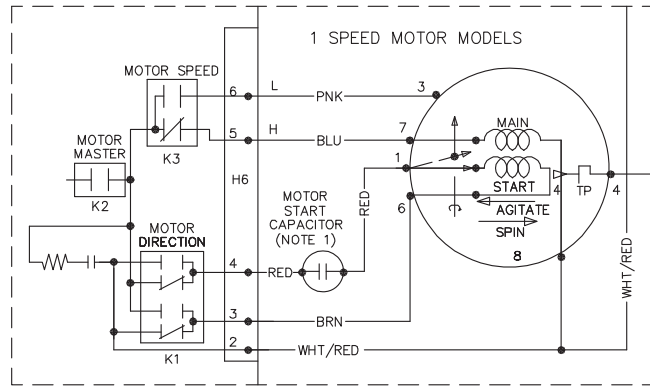 1 SPEED MOTOR MODELS
MOTOR SPEED
K3
6
L
PNK
3
5
H
BLU
7
MAIN
MOTOR
MASTER
K2
H6
1
START
4
TP
4
MOTOR
START
CAPACITOR
(NOTE 1)
RED
6
AGITATE
SPIN
8
MOTOR
DIRECTION
4
RED
3
BRN
2
WHT/RED
K1
WHT/RED